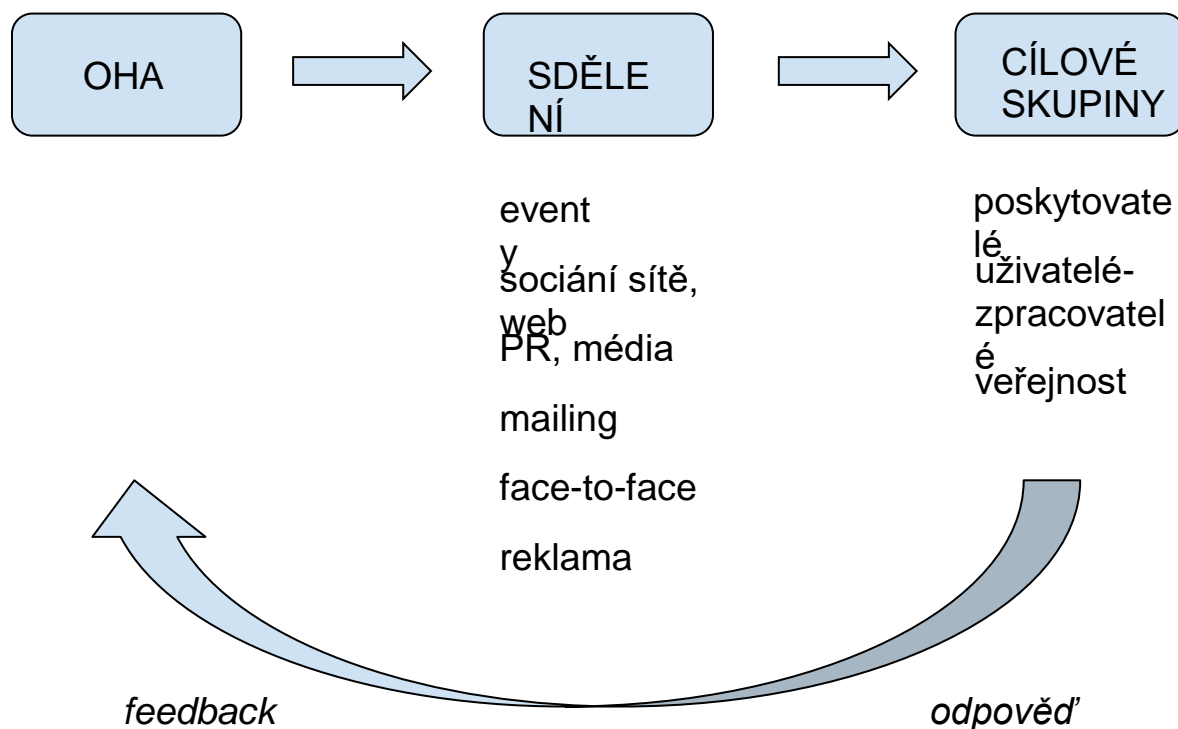 OHA
SDĚLE
NÍ
CÍLOVÉ
SKUPINY
event
y
sociání sítě,
web
PR, média
mailing
face-to-face
reklama
poskytovate
lé
uživatelé-
zpracovatel
é
veřejnost
feedback
odpověď